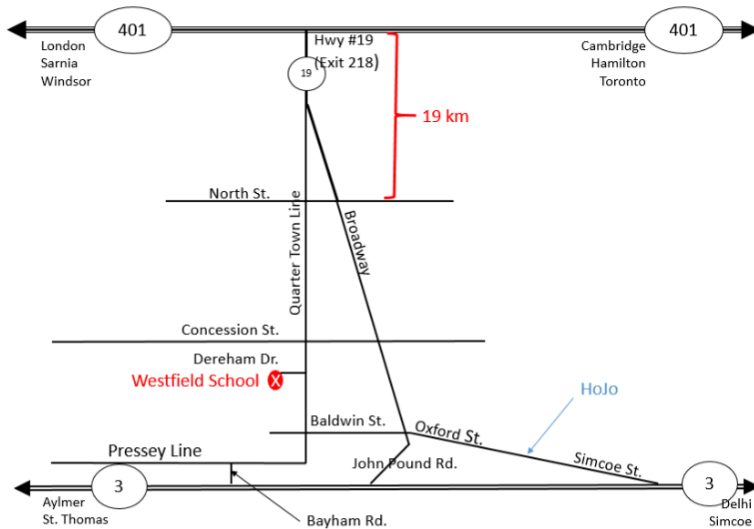 401
401
London
Sarnia
Windsor
Hwy #19
(Exit 218)
Cambridge
Hamilton
Toronto
19
19 km
North St.
Quarter Town Line
Broadway
Concession St.
Dereham Dr.
Westfield School X
HoJo
Baldwin St.
Oxford St.
Simcoe St.
Pressey Line
John Pound Rd.
3
3
Aylmer
St. Thomas
Bayham Rd.
Delhi
Simcoe